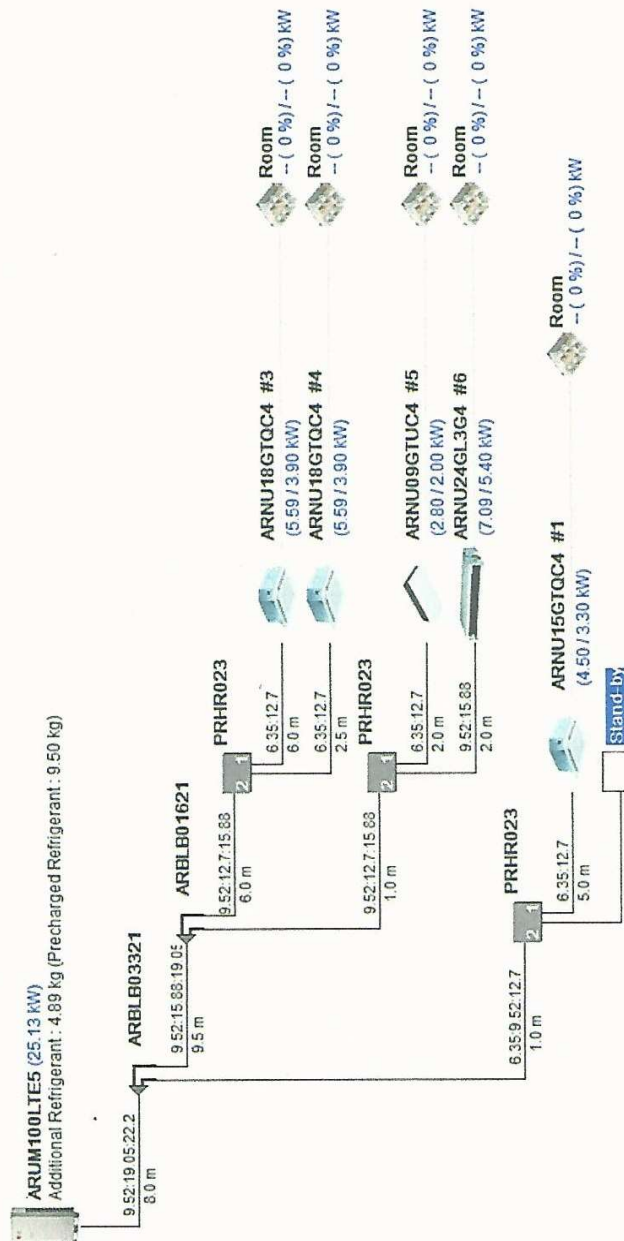 ARUM100LTE5 (25.13 kW)
Additional Refrigerant : 4.89 kg (Precharged Refrigerant : 9.50 kg)
9.52:19.05:22.2
8.0 m
ARBLB03321
9.52:15.88:19.05
9.5 m
ARBLB01621
9.52:12.7:15.88
6.0 m
PRHR023
2 1
6.35:12.7
6.0 m
ARNU18GTQC4 #3
(5.59 / 3.90 kW)
Room
-- ( 0 %) / -- ( 0 %) kW
6.35:12.7
2.5 m
ARNU18GTQC4 #4
(5.59 / 3.90 kW)
Room
-- ( 0 %) / -- ( 0 %) kW
9.52:12.7:15.88
1.0 m
PRHR023
2 1
6.35:12.7
2.0 m
ARNU09GTUC4 #5
(2.80 / 2.00 kW)
Room
-- ( 0 %) / -- ( 0 %) kW
9.52:15.88
2.0 m
ARNU24GL3G4 #6
(7.09 / 5.40 kW)
Room
-- ( 0 %) / -- ( 0 %) kW
6.35:9.52:12.7
1.0 m
PRHR023
2 1
6.35:12.7
5.0 m
ARNU15GTQC4 #1
(4.50 / 3.30 kW)
Room
-- ( 0 %) / -- ( 0 %) kW
Stand-by